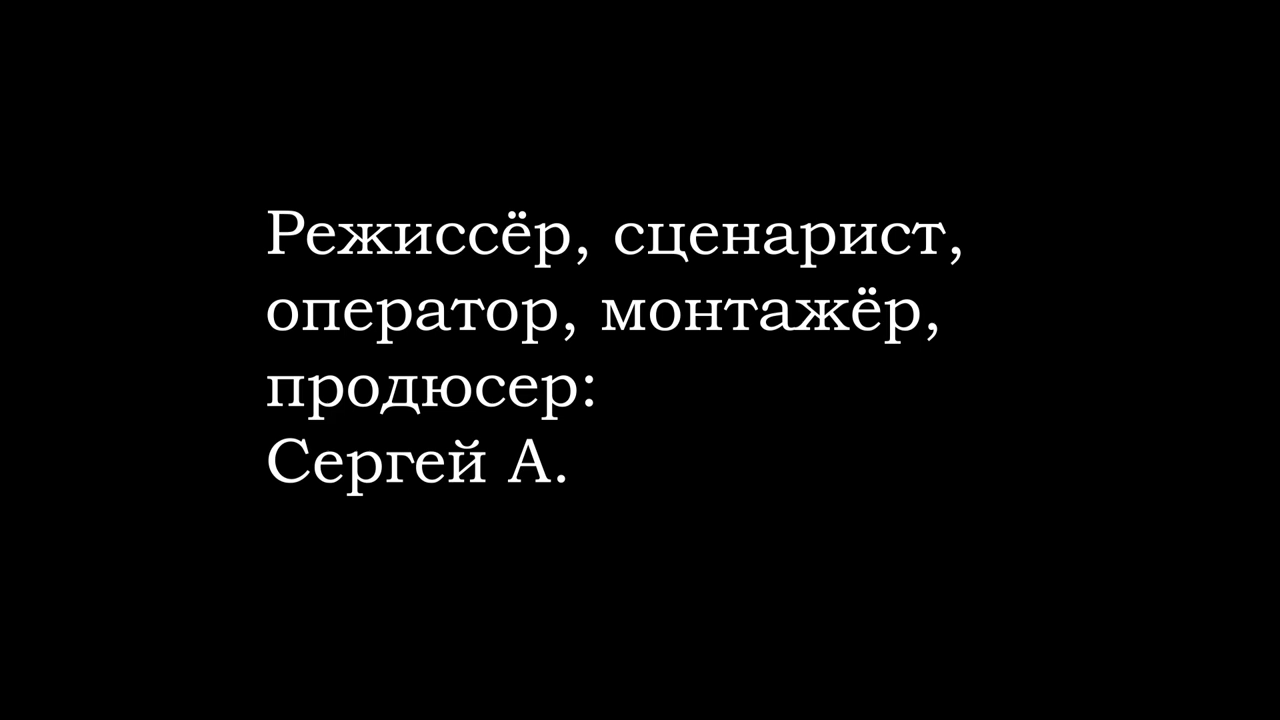 Режиссёр, сценарист,
оператор, монтажёр,
продюсер:
Сергей А.